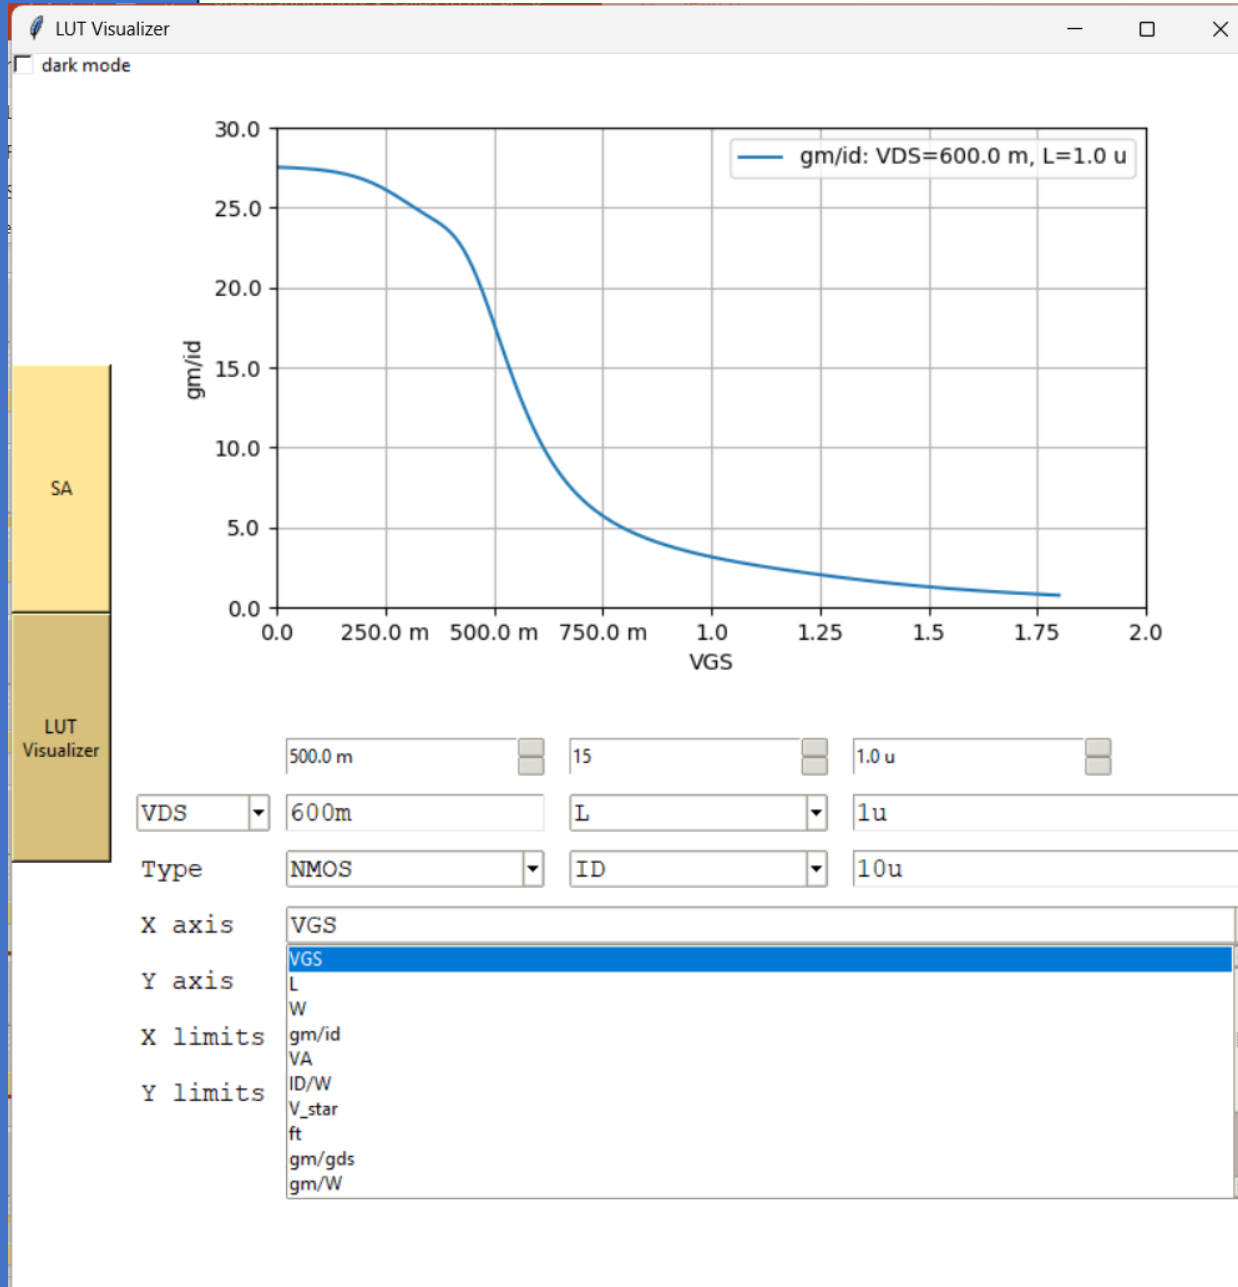 LUT Visualizer
dark mode
30.0
25.0
20.0
15.0
10.0
5.0
0.0
gm/id
gm/id: VDS=600.0 m, L=1.0 u
0.0 250.0 m 500.0 m 750.0 m 1.0 1.25 1.5 1.75 2.0
VGS
SA
LUT
Visualizer
500.0 m 15 1.0 u
VDS 600m L 1u
Type NMOS ID 10u
X axis VGS
Y axis
X limits
Y limits
VGS
L
W
gm/id
VA
ID/W
V_star
ft
gm/gds
gm/W